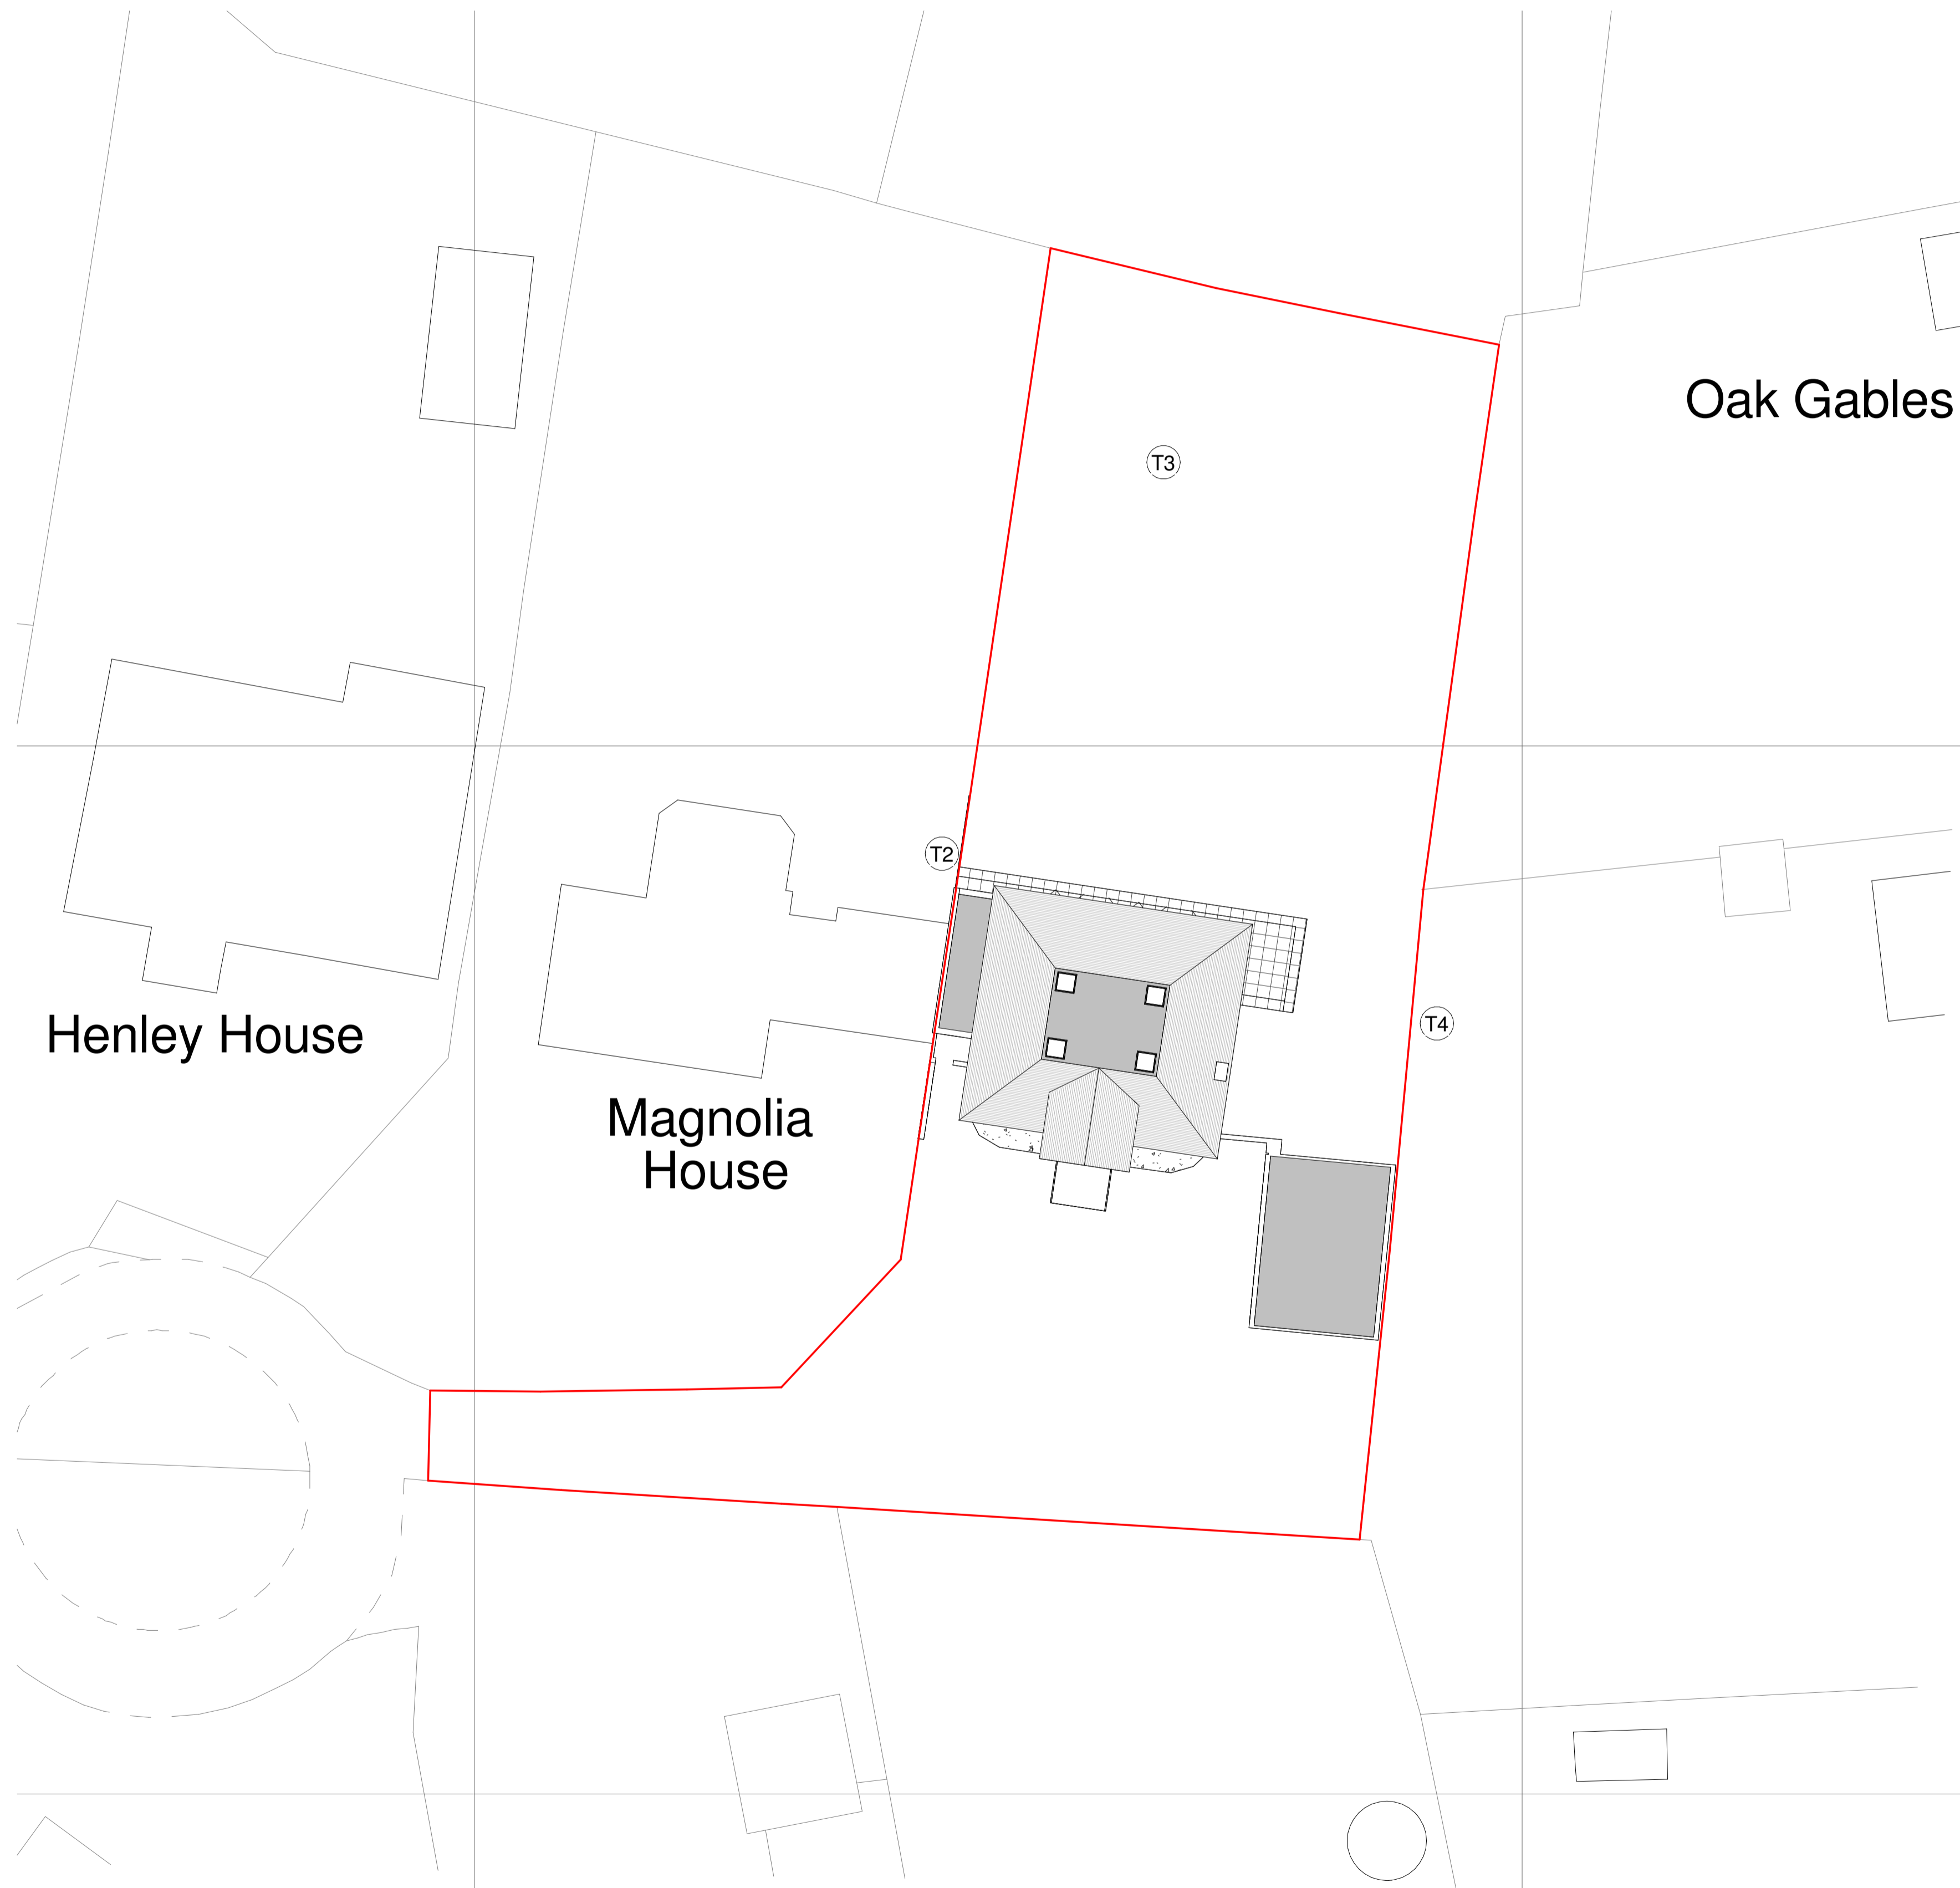 Oak Gables
T3
T2
T4
Henley House
Magnolia
House